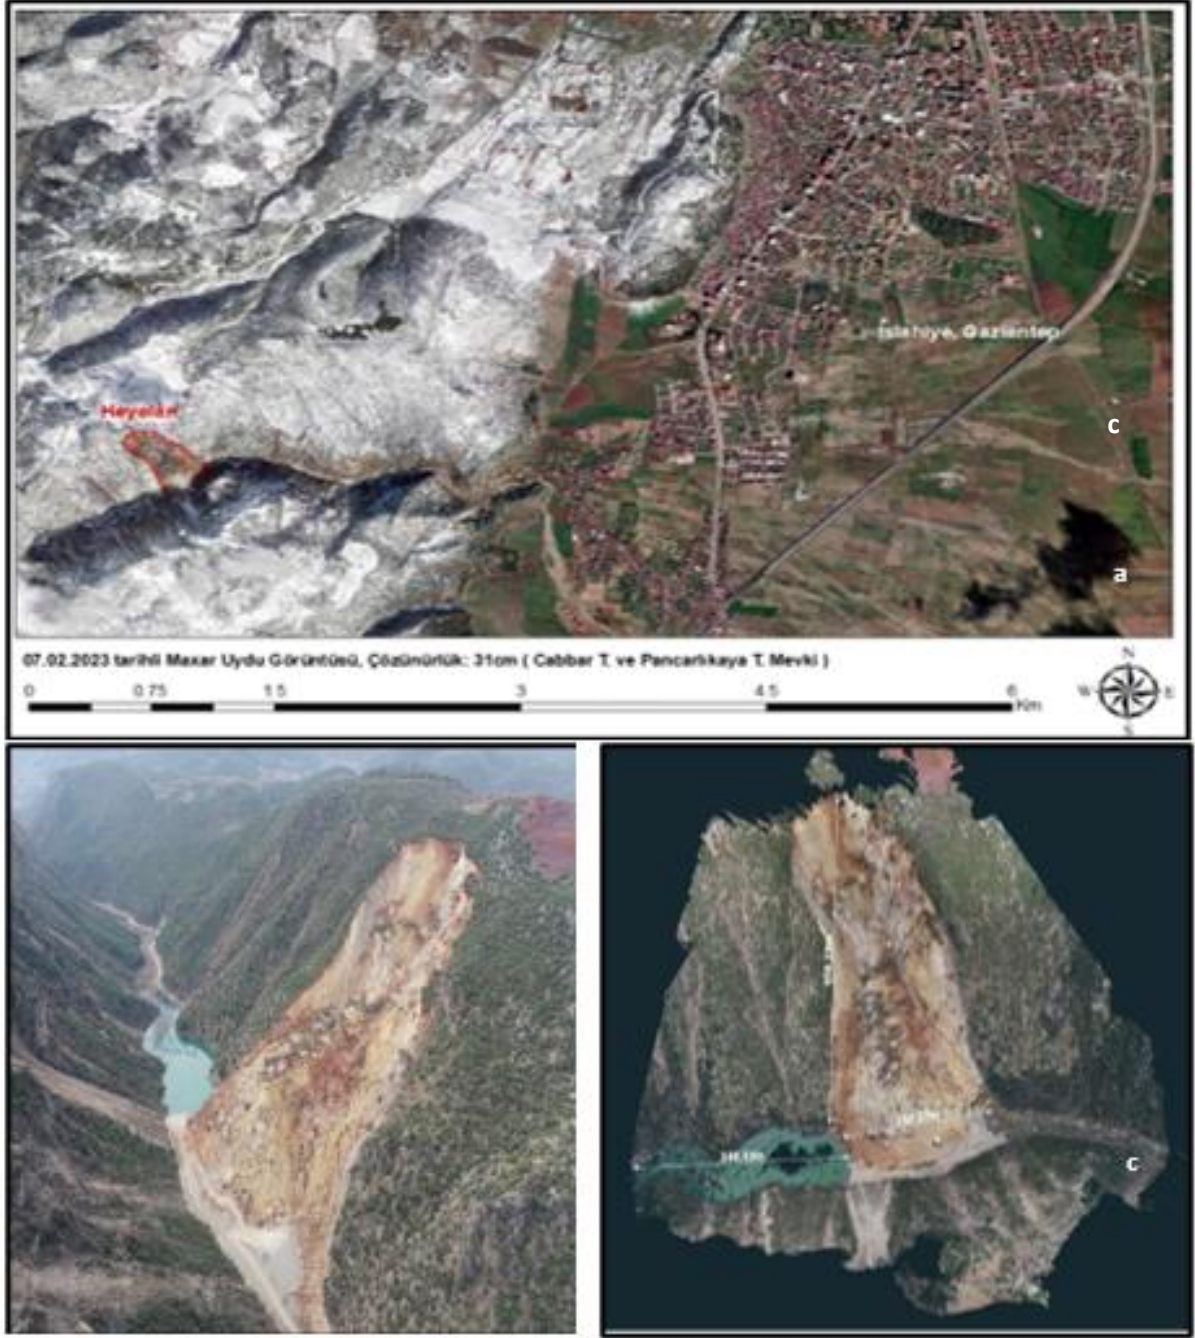 Heyelan
İslahiye, Gaziantep
c
a
07.02.2023 tarihli Maxar Uydu Görüntüsü, Çözünürlük: 31cm ( Cabbar T. ve Pancarlıkaya T. Mevki )
0 0.75 1.5 3 4.5 6
Km
N
W E
S
c